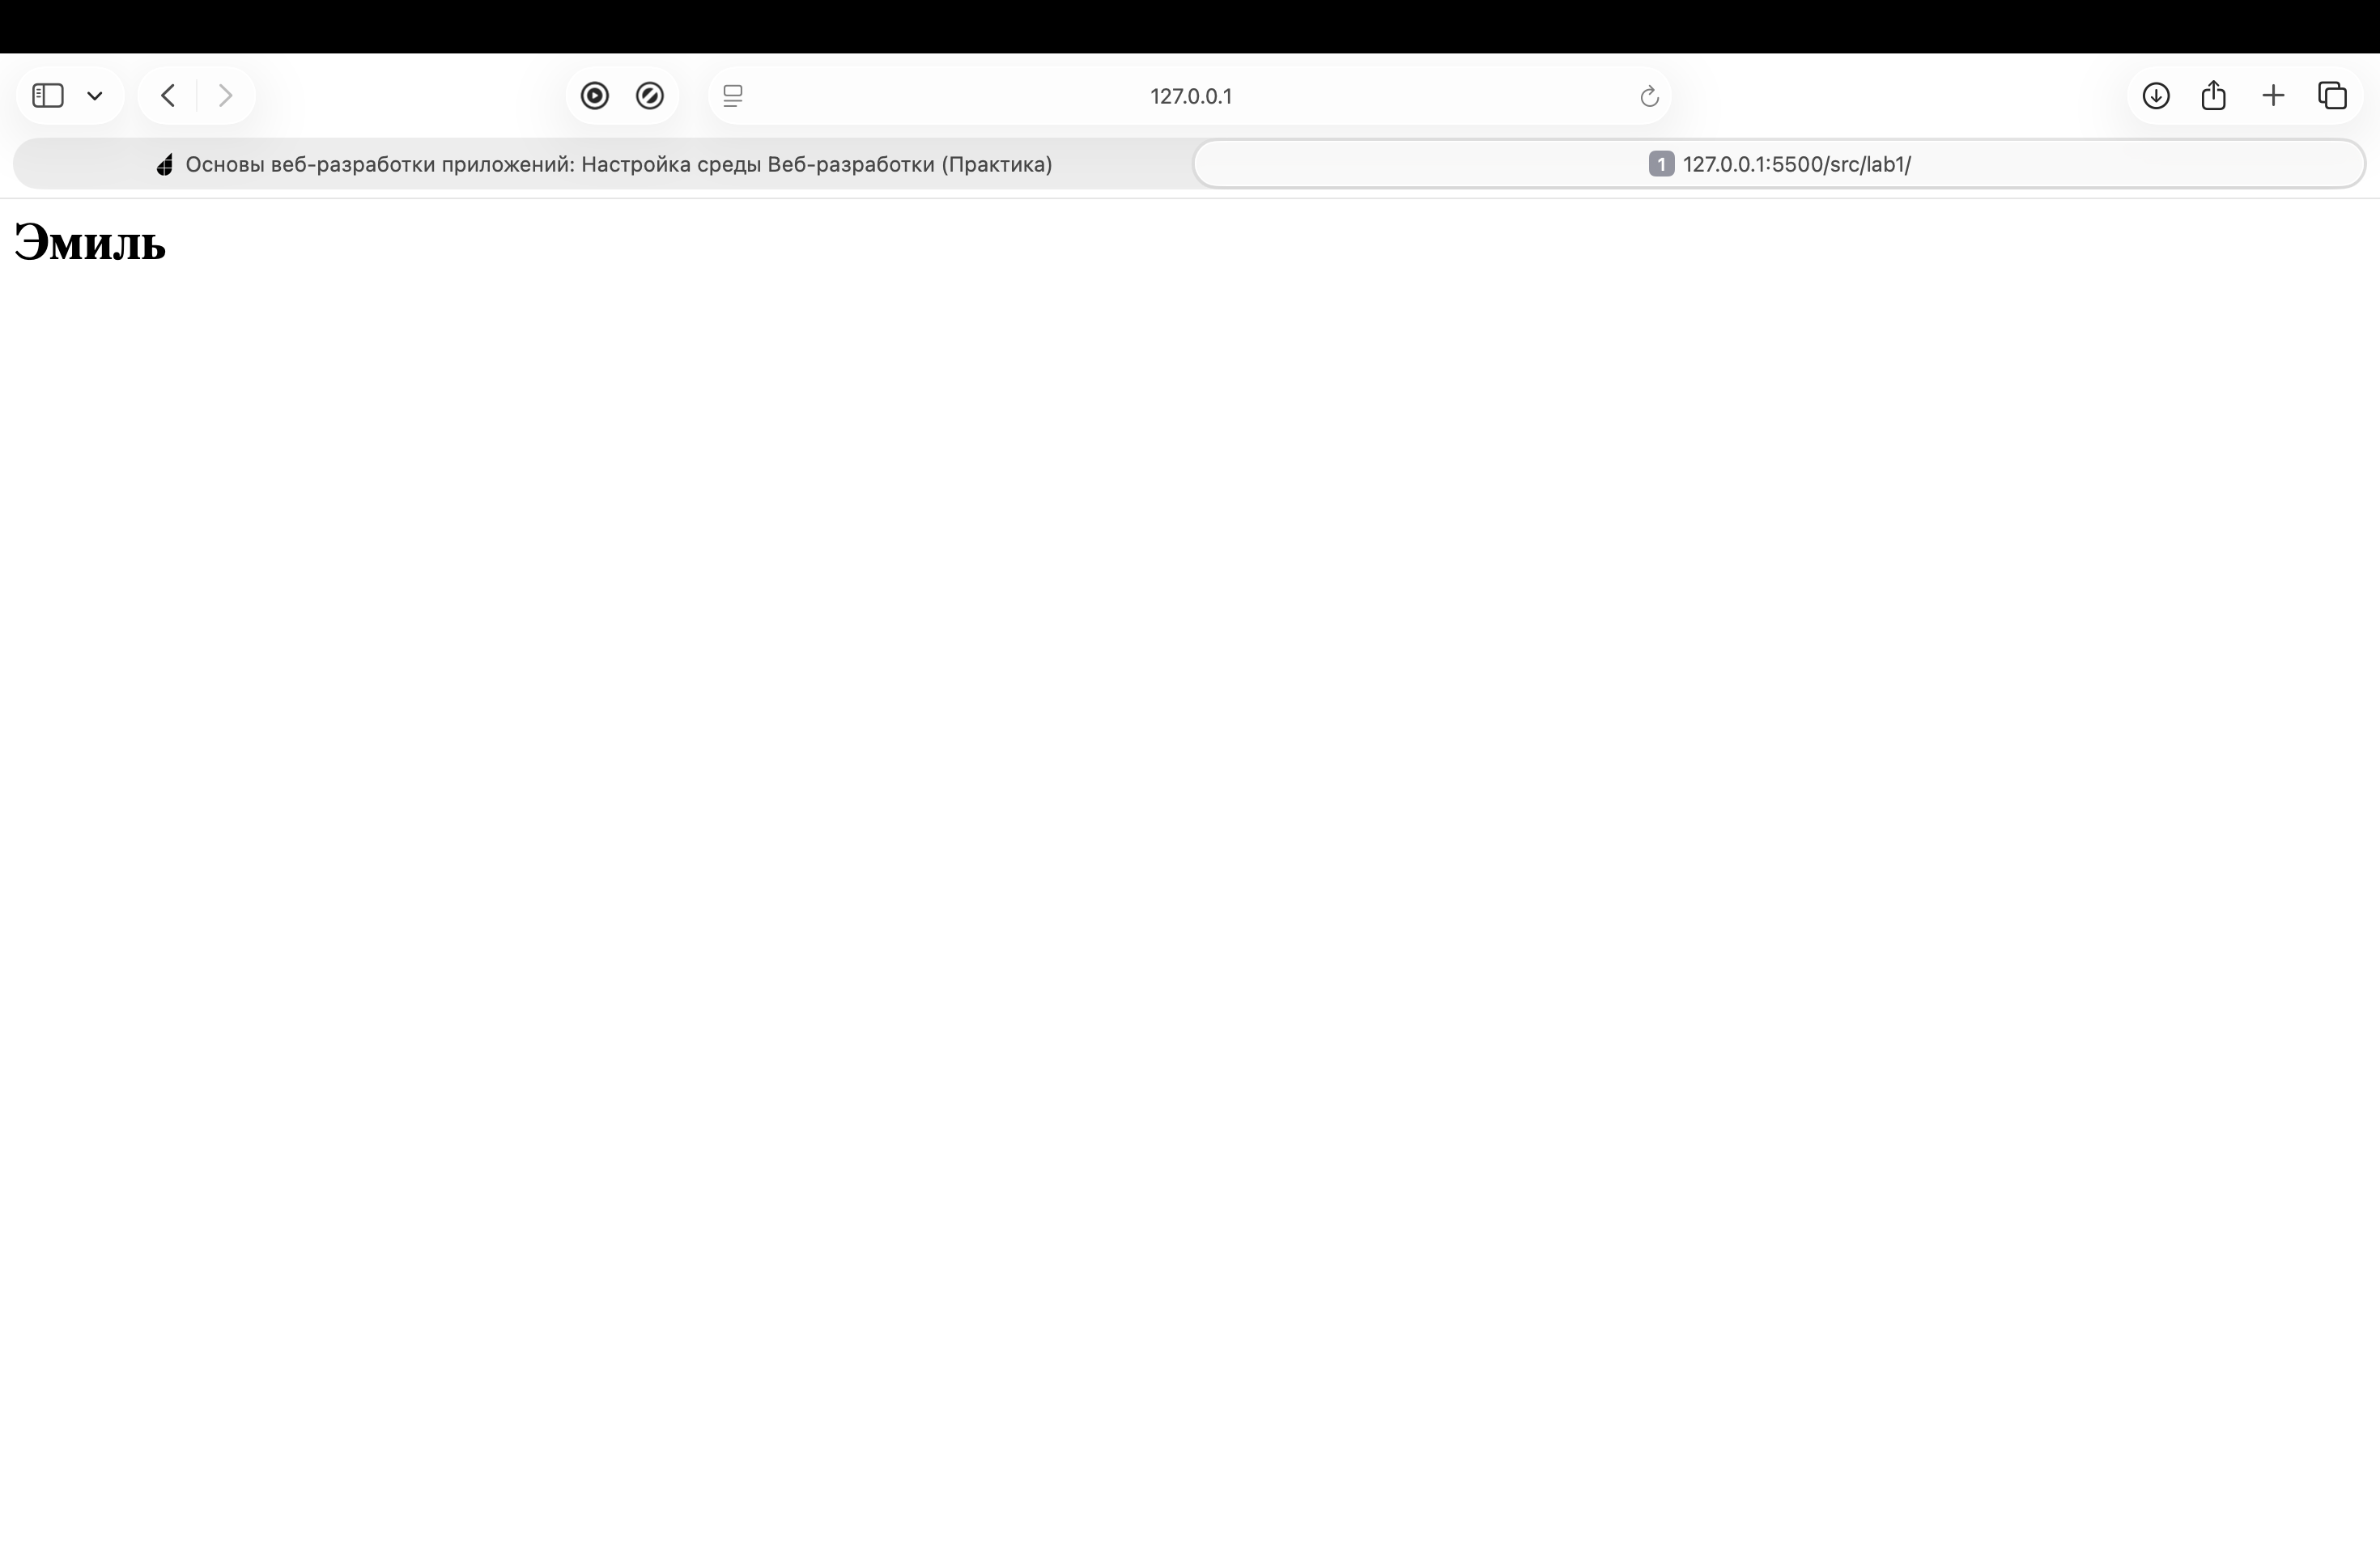 127.0.0.1
Основы веб-разработки приложений: Настройка среды Веб-разработки (Практика)
1 127.0.0.1:5500/src/lab1/
Эмиль